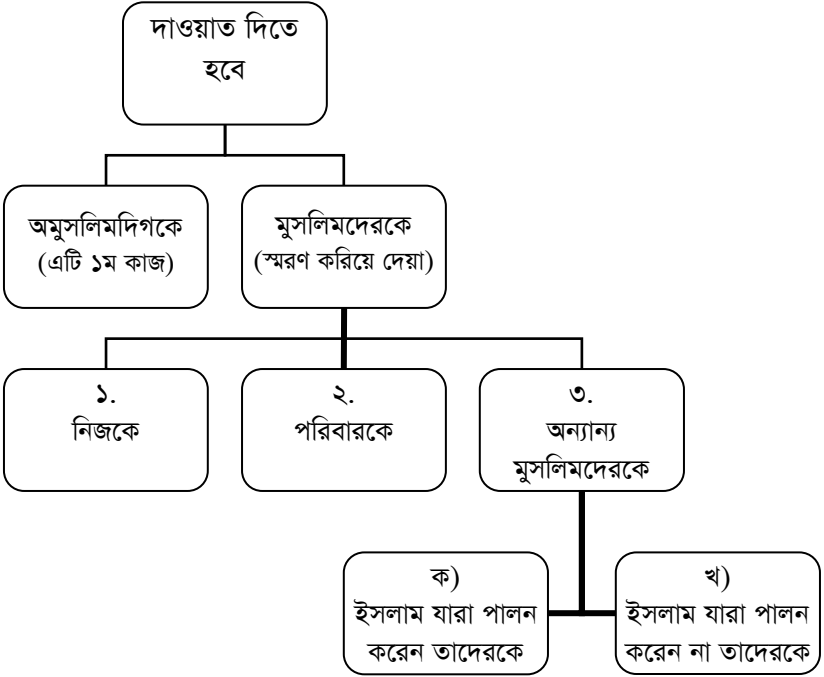 দাওয়াত দিতে
হবে
অমুসলিমদিগকে
(এটি ১ম কাজ)
মুসলিমদেরকে
(স্মরণ করিয়ে দেয়া)
১.
নিজকে
২.
পরিবারকে
৩.
অন্যান্য
মুসলিমদেরকে
ক)
ইসলাম যারা পালন
করেন তাদেরকে
খ)
ইসলাম যারা পালন
করেন না তাদেরকে